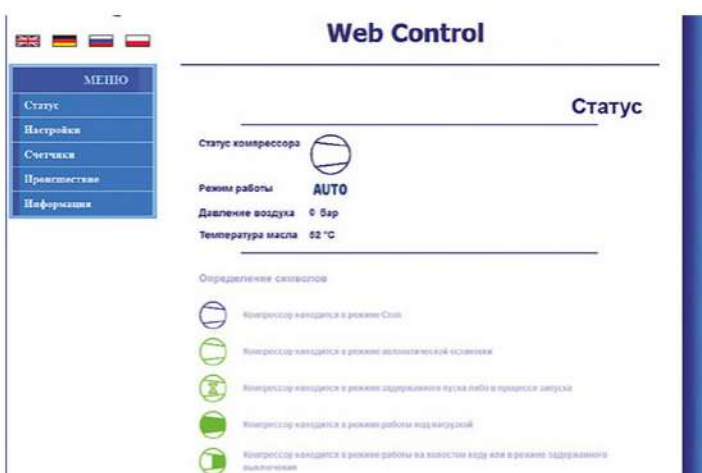 Web Control
МЕНЮ
Статус
Настройки
Счетчики
Происшествие
Информация
Статус
Статус компрессора
Режим работы AUTO
Давление воздуха 0 бар
Температура масла 52 °C
Определение символов
Компрессор находится в режиме Стоп
Компрессор находится в режиме автоматической остановки
Компрессор находится в режиме задержанного пуска либо в процессе запуска
Компрессор находится в режиме работы под нагрузкой
Компрессор находится в режиме работы на холостом ходу или в режиме задержанного
выключения